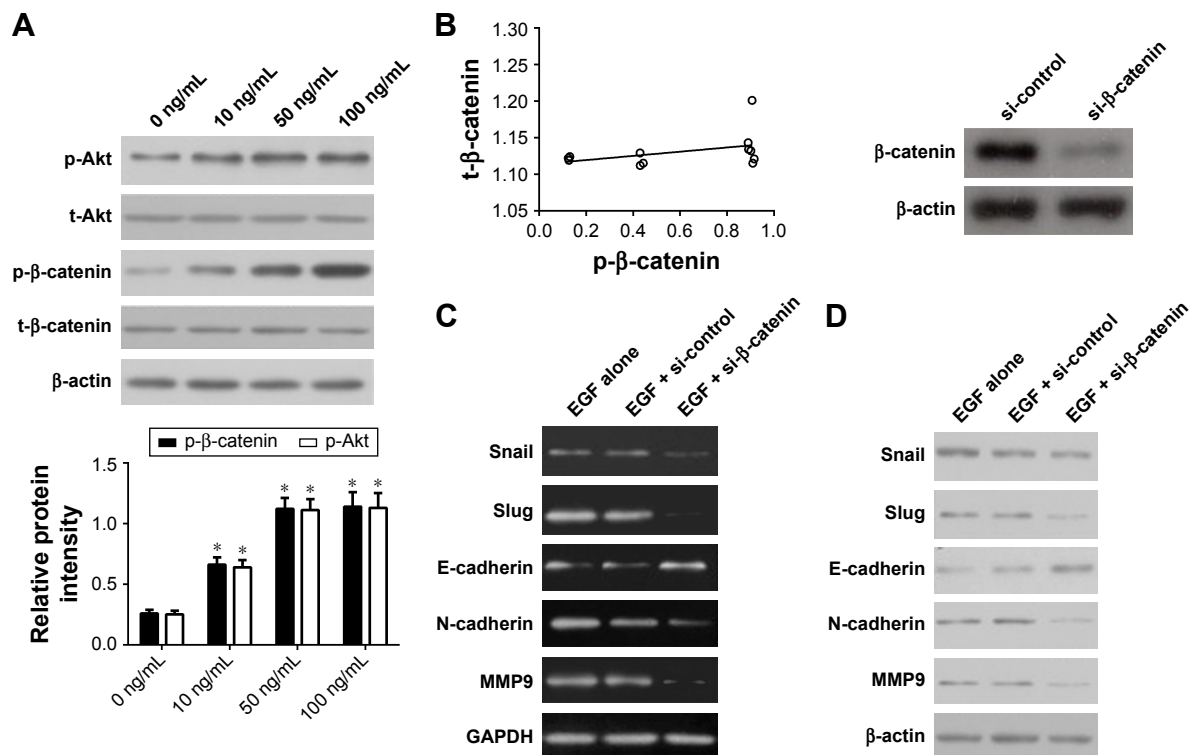 A
0 ng/mL
10 ng/mL
50 ng/mL
100 ng/mL
p-Akt
t-Akt
p-β-catenin
t-β-catenin
β-actin
p-β-catenin
p-Akt
Relative protein
intensity
1.5
1.0
0.5
0.0
* *
* *
* *
0 ng/mL
10 ng/mL
50 ng/mL
100 ng/mL
B
t-β-catenin
1.30
1.25
1.20
1.15
1.10
1.05
0.0 0.2 0.4 0.6 0.8 1.0
p-β-catenin
si-control
si-β-catenin
β-catenin
β-actin
C
EGF alone
EGF + si-control
EGF + si-β-catenin
Snail
Slug
E-cadherin
N-cadherin
MMP9
GAPDH
D
EGF alone
EGF + si-control
EGF + si-β-catenin
Snail
Slug
E-cadherin
N-cadherin
MMP9
β-actin